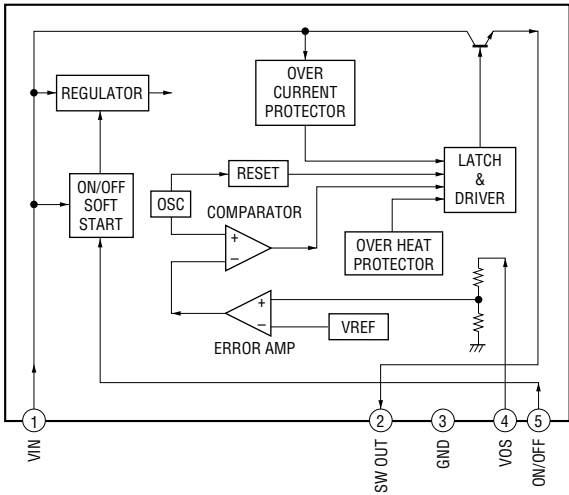 OVER
CURRENT
PROTECTOR
REGULATOR
ON/OFF
SOFT
START
OSC
RESET
LATCH
&
DRIVER
COMPARATOR
+
−
OVER HEAT
PROTECTOR
+
−
VREF
ERROR AMP
1
2
3
4
5
VIN
SW OUT
GND
VOS
ON/OFF